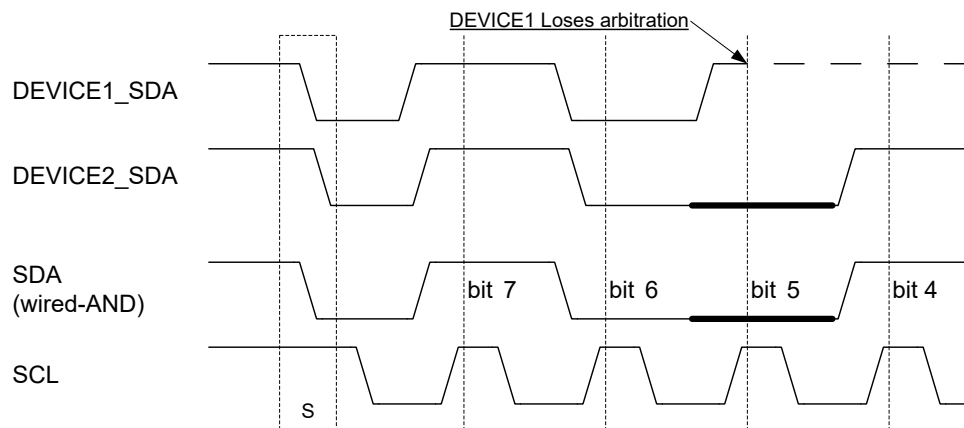 DEVICE1 Loses arbitration
DEVICE1_SDA
DEVICE2_SDA
SDA
(wired-AND)
bit 7
bit 6
bit 5
bit 4
SCL
S